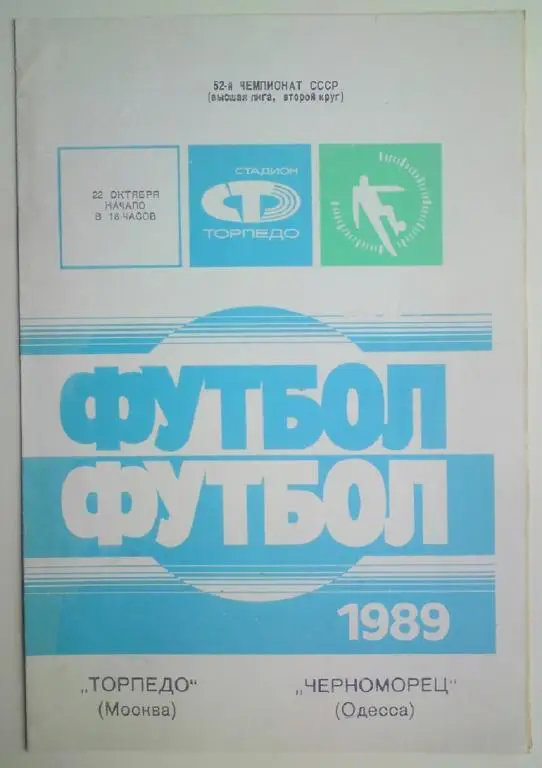 52-й ЧЕМПИОНАТ СССР
(высшая лига, второй круг)
22 ОКТЯБРЯ
НАЧАЛО
В 18 ЧАСОВ
СТАДИОН
СТ
ТОРПЕДО
ФУТБОЛ
ФУТБОЛ
1989
„ТОРПЕДО“
(Москва)
„ЧЕРНОМОРЕЦ“
(Одесса)